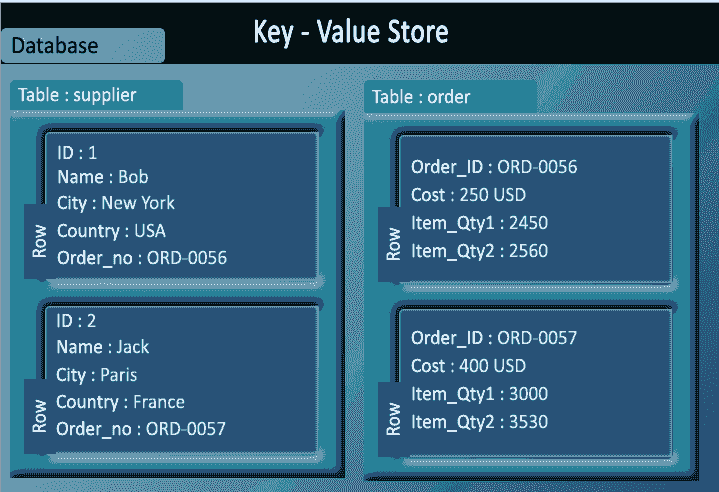 Key - Value Store
Database
Table : supplier
ID : 1
Name : Bob
City : New York
Country : USA
Order_no : ORD-0056
Row
ID : 2
Name : Jack
City : Paris
Country : France
Order_no : ORD-0057
Row
Table : order
Order_ID : ORD-0056
Cost : 250 USD
Item_Qty1 : 2450
Item_Qty2 : 2560
Row
Order_ID : ORD-0057
Cost : 400 USD
Item_Qty1 : 3000
Item_Qty2 : 3530
Row